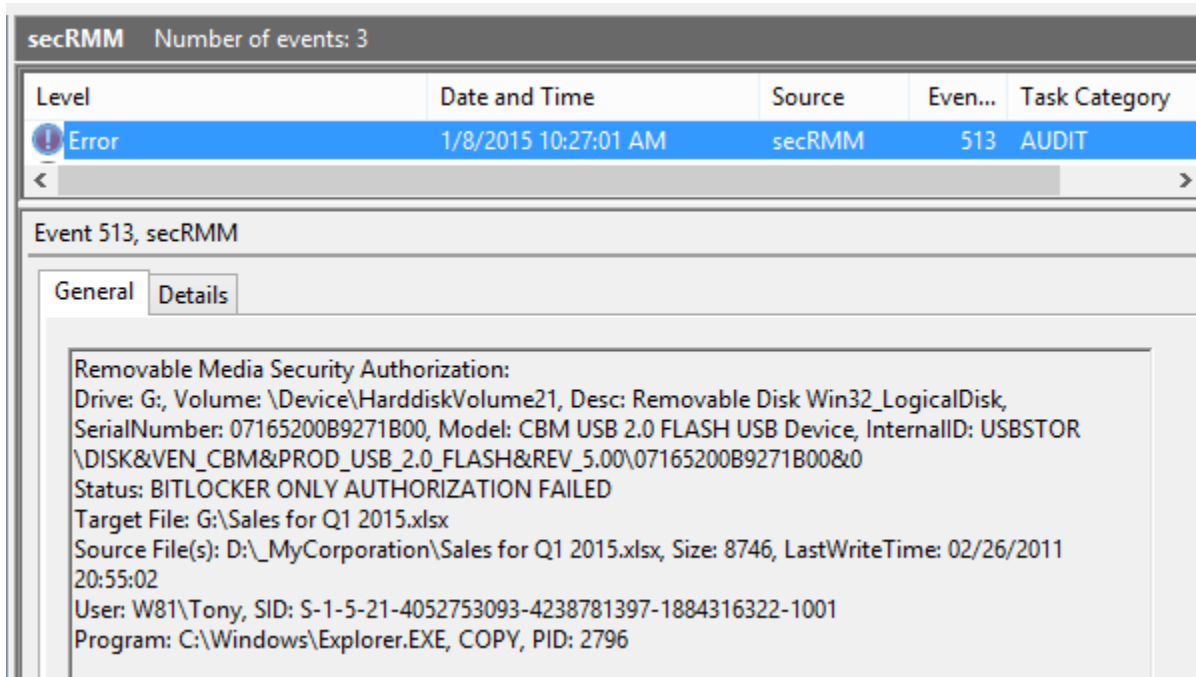 secRMM Number of events: 3
Level Date and Time Source Even... Task Category
Error 1/8/2015 10:27:01 AM secRMM 513 AUDIT
Event 513, secRMM
General Details
Removable Media Security Authorization:
Drive: G:, Volume: \Device\HarddiskVolume21, Desc: Removable Disk Win32_LogicalDisk,
SerialNumber: 07165200B9271B00, Model: CBM USB 2.0 FLASH USB Device, InternalID: USBSTOR
\DISK&VEN_CBM&PROD_USB_2.0_FLASH&REV_5.00\07165200B9271B00&0
Status: BITLOCKER ONLY AUTHORIZATION FAILED
Target File: G:\Sales for Q1 2015.xlsx
Source File(s): D:\_MyCorporation\Sales for Q1 2015.xlsx, Size: 8746, LastWriteTime: 02/26/2011
20:55:02
User: W81\Tony, SID: S-1-5-21-4052753093-4238781397-1884316322-1001
Program: C:\Windows\Explorer.EXE, COPY, PID: 2796